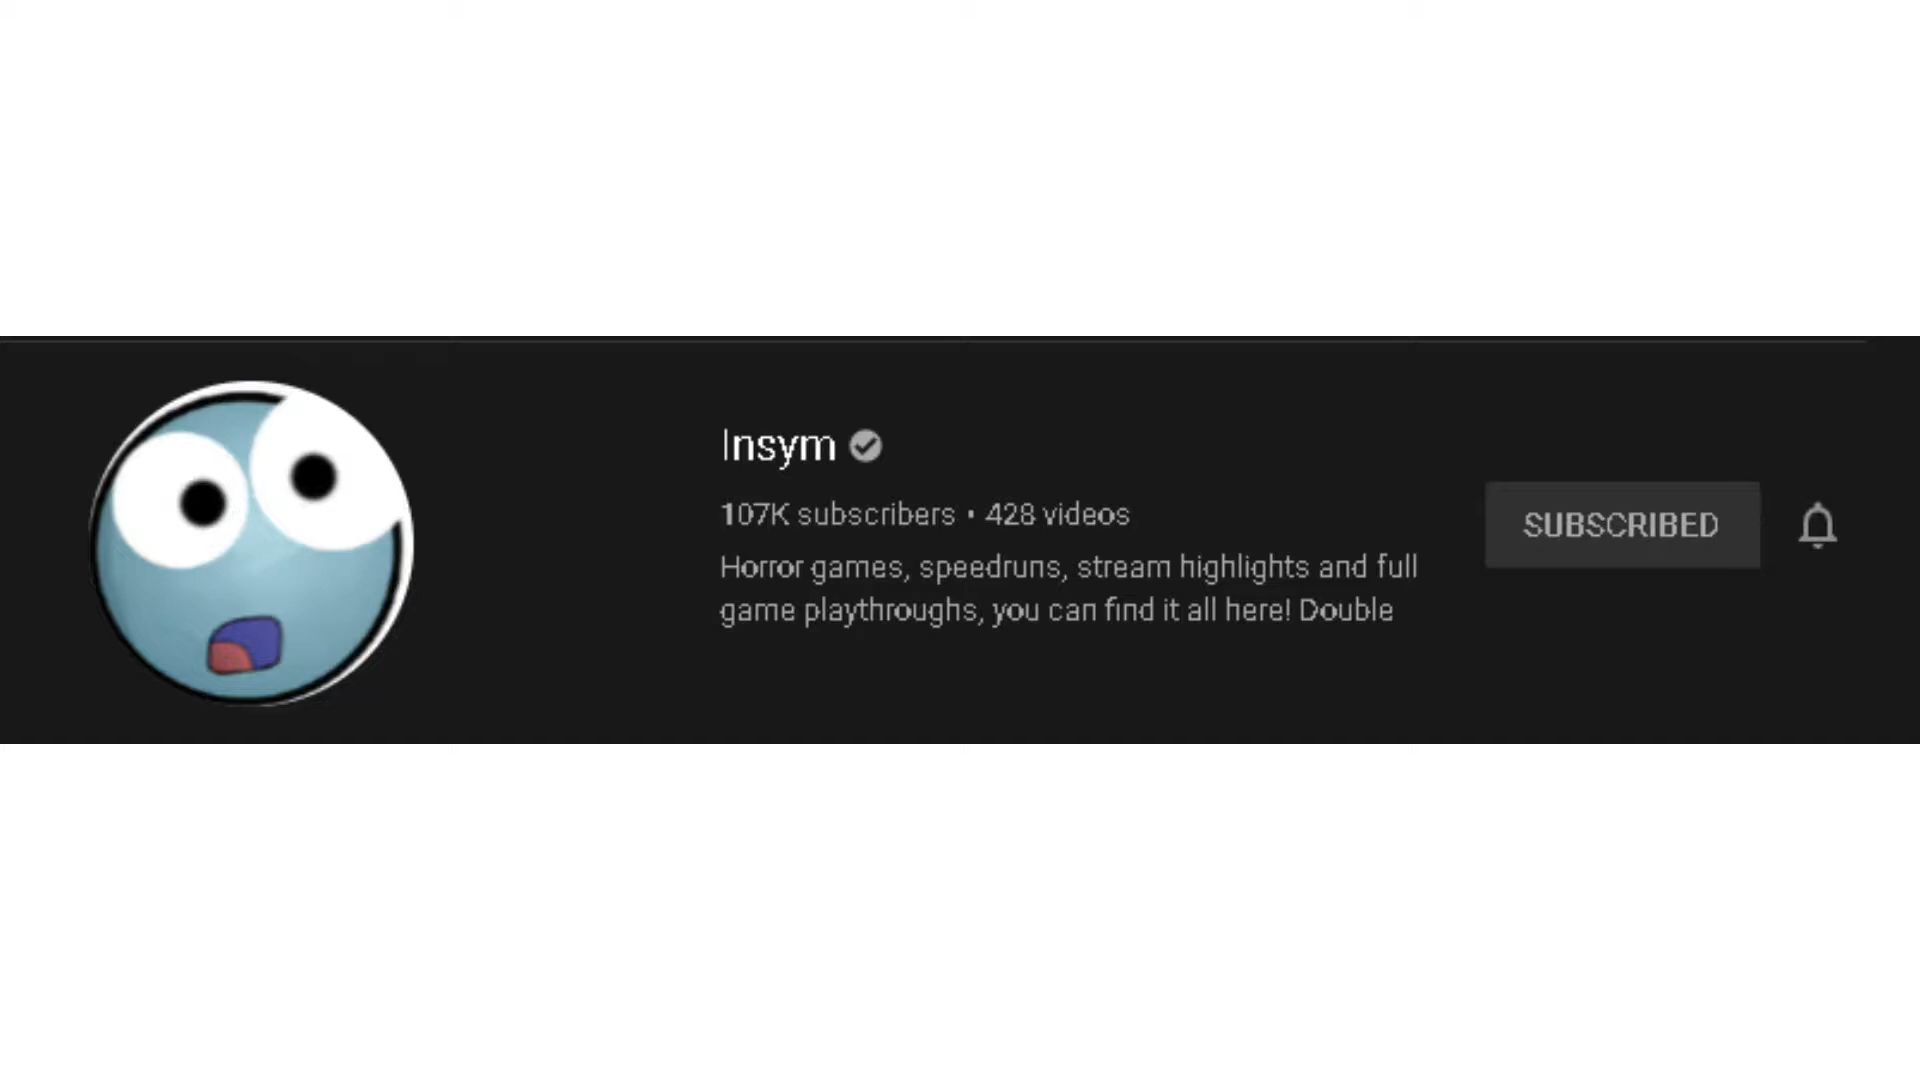 Insym
107K subscribers • 428 videos
Horror games, speedruns, stream highlights and full
game playthroughs, you can find it all here! Double
SUBSCRIBED